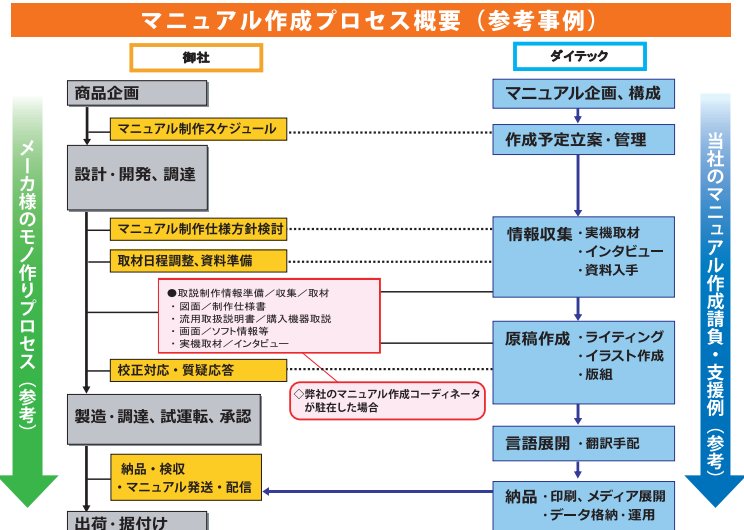 マニュアル作成プロセス概要（参考事例）
御社
ダイテック
商品企画
マニュアル制作スケジュール
設計・開発、調達
マニュアル制作仕様方針検討
取材日程調整、資料準備
●取説制作情報準備／収集／取材
・図面／制作仕様書
・流用取扱説明書／購入機器取説
・画面／ソフト情報等
・実機取材／インタビュー
校正対応・質疑応答
◇弊社のマニュアル作成コーディネータ
が駐在した場合
製造・調達、試運転、承認
納品・検収
・マニュアル発送・配信
出荷・据付け
マニュアル企画、構成
作成予定立案・管理
情報収集 ・実機取材
・インタビュー
・資料入手
原稿作成 ・ライティング
・イラスト作成
・版組
言語展開 ・翻訳手配
納品 ・印刷、メディア展開
・データ格納・運用
メーカ様のモノ作りプロセス（参考）
当社のマニュアル作成請負・支援例（参考）